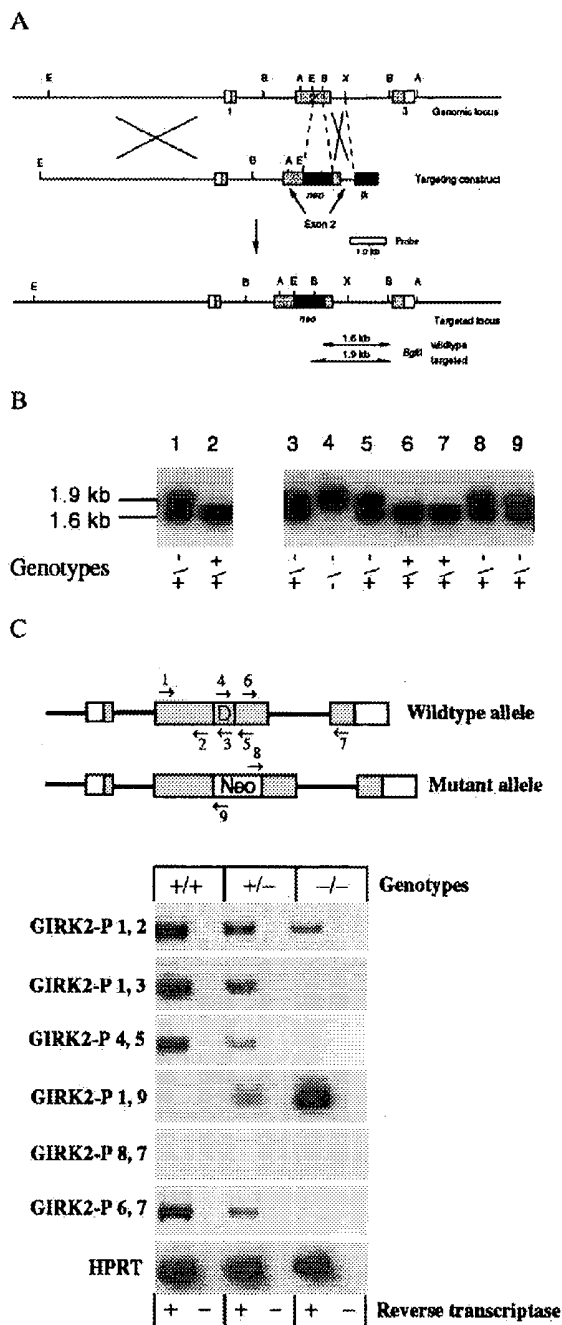 A
E B A E B X B A
1 3
Genomic locus
E B A E
neo tk
Targeting construct
Exon 2
Probe
1.0 kb
E B A E B X B A
neo
Targeted locus
1.6 kb wildtype
1.9 kb targeted
BglII
B
1 2 3 4 5 6 7 8 9
1.9 kb
1.6 kb
Genotypes
+/- +/+ +/- -/- +/- +/+ +/+ +/- +/-
C
1 4 6
D
Wildtype allele
2 3 5 7
8
Neo
Mutant allele
9
+/+ +/− −/− Genotypes
GIRK2-P 1, 2
GIRK2-P 1, 3
GIRK2-P 4, 5
GIRK2-P 1, 9
GIRK2-P 8, 7
GIRK2-P 6, 7
HPRT
+ − + − + − Reverse transcriptase